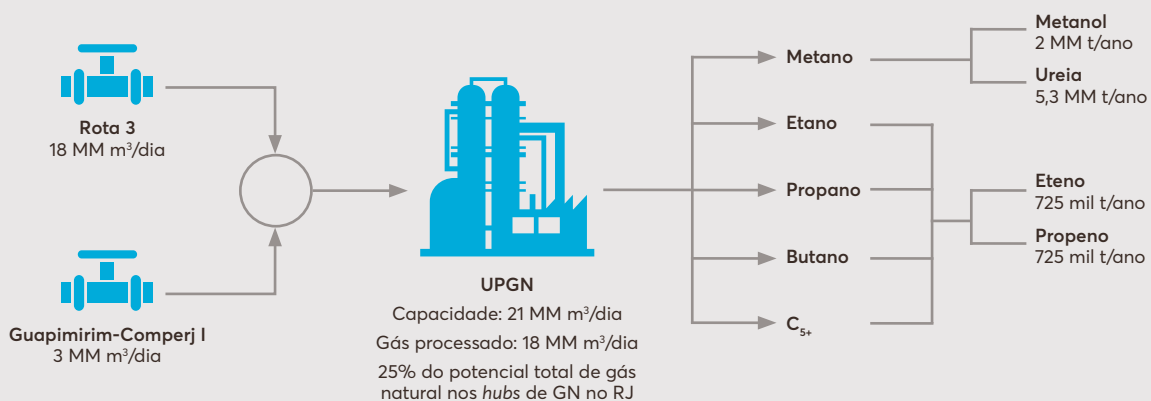 Rota 3
18 MM m³/dia
Guapimirim-Comperj I
3 MM m³/dia
UPGN
Capacidade: 21 MM m³/dia
Gás processado: 18 MM m³/dia
25% do potencial total de gás
natural nos hubs de GN no RJ
Metano
Etano
Propano
Butano
C₅₊
Metanol
2 MM t/ano
Ureia
5,3 MM t/ano
Eteno
725 mil t/ano
Propeno
725 mil t/ano